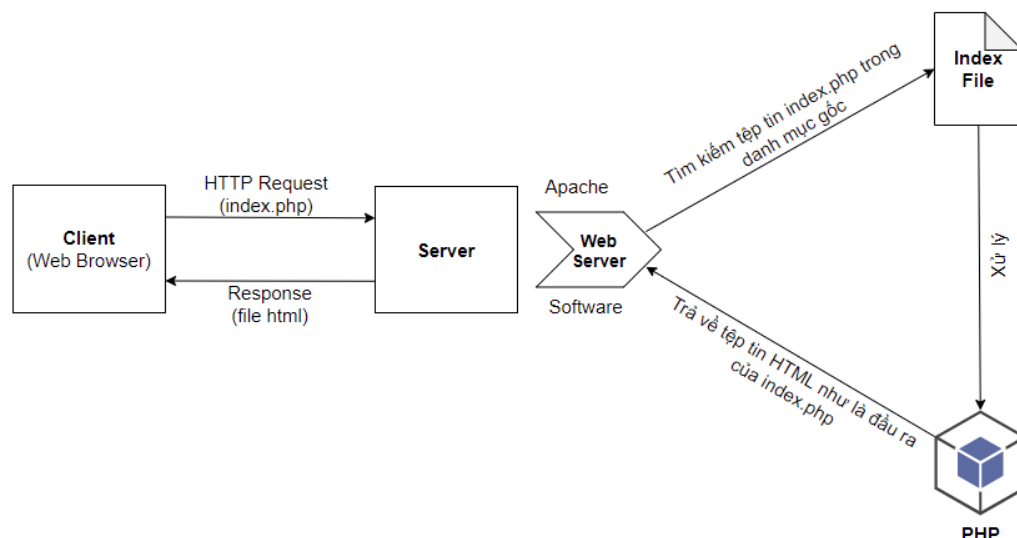 HTTP Request
(index.php)
Client
(Web Browser)
Response
(file html)
Server
Apache
Web
Server
Software
Tìm kiếm tệp tin index.php trong
danh mục gốc
Index
File
Xử lý
Trả về tệp tin HTML như là đầu ra
của index.php
PHP